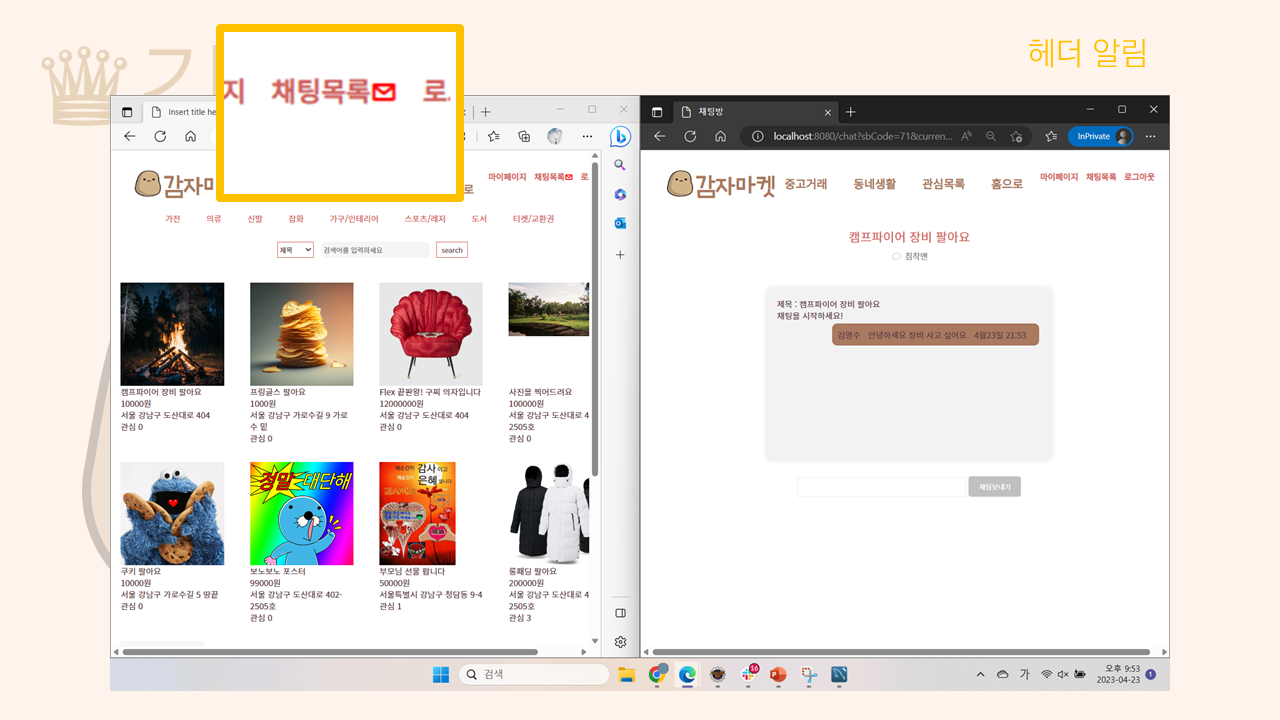 헤더 알림
지 채팅목록 로
Insert title he
감자마
마이페이지 채팅목록 로
로
가전 의류 신발 잡화 가구/인테리어 스포츠/레저 도서 티켓/교환권
제목 검색어를 입력하세요 search
캠프파이어 장비 팔아요
10000원
서울 강남구 도산대로 404
관심 0
프링글스 팔아요
1000원
서울 강남구 가로수길 9 가로
수 밑
관심 0
Flex 끝판왕! 구찌 의자입니다
12000000원
서울 강남구 도산대로 404
관심 0
사진을 찍어드려요
100000원
서울 강남구 도산대로 4
2505호
관심 0
정말 대단해
감사
은혜
쿠키 팔아요
10000원
서울 강남구 가로수길 5 땅끝
관심 0
보노보노 포스터
99000원
서울 강남구 도산대로 402-
2505호
관심 0
부모님 선물 팝니다
50000원
서울특별시 강남구 청담동 9-4
관심 1
롱패딩 팔아요
200000원
서울 강남구 도산대로 4
2505호
관심 3
채팅방
localhost:8080/chat?sbCode=71&curren...
InPrivate
감자마켓 중고거래 동네생활 관심목록 홈으로
마이페이지 채팅목록 로그아웃
캠프파이어 장비 팔아요
침착맨
제목 : 캠프파이어 장비 팔아요
채팅을 시작하세요!
김영수 안녕하세요 장비 사고 싶어요 4월23일 21:53
채팅보내기
검색
16
가
오후 9:53
2023-04-23
1